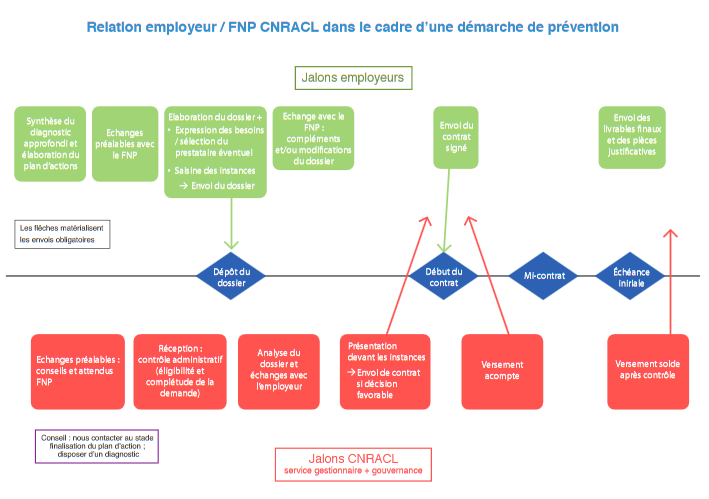 Relation employeur / FNP CNRACL dans le cadre d'une démarche de prévention
Jalons employeurs
Synthèse du
diagnostic
approfondi et
élaboration du
plan d'actions
Echanges
préalables avec
le FNP
Elaboration du dossier +
• Expression des besoins
/ sélection du
prestataire éventuel
• Saisine des instances
→ Envoi du dossier
Echange avec le
FNP :
compléments
et/ou modifications
du dossier
Envoi du
contrat
signé
Envoi des
livrables finaux
et des pièces
justificatives
Les flèches matérialisent
les envois obligatoires
Dépôt du
dossier
Début du
contrat
Mi-contrat
Échéance
iniriale
Echanges préalables :
conseils et attendus
FNP
Réception :
contrôle administratif
(éligibilité et
complétude de la
demande)
Analyse du
dossier et
échanges avec
l'employeur
Présentation
devant les instances
→ Envoi de contrat
si décision
favorable
Versement
acompte
Versement solde
après contrôle
Conseil : nous contacter au stade
finalisation du plan d'action ;
disposer d'un diagnostic
Jalons CNRACL
service gestionnaire + gouvernance